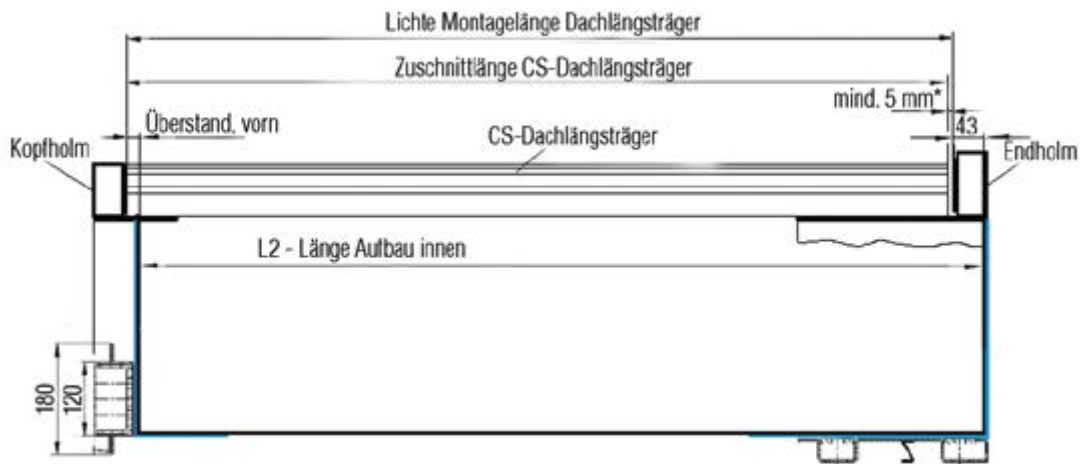 Lichte Montagelänge Dachlängsträger
Zuschnittlänge CS-Dachlängsträger
mind. 5 mm*
Überstand, vorn
CS-Dachlängsträger
43
Kopfholm
Endholm
L2 - Länge Aufbau innen
180
120